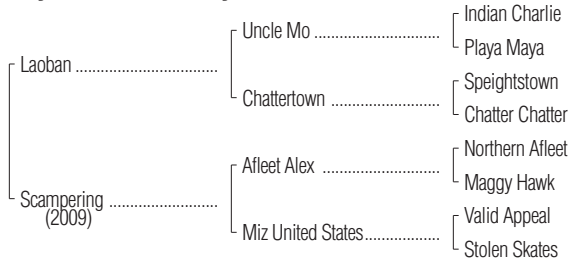 Indian Charlie
Uncle Mo ..................................
Playa Maya
Laoban ......................................
Speightstown
Chattertown .............................
Chatter Chatter
Northern Afleet
Afleet Alex ................................
Maggy Hawk
Scampering .............................
(2009)
Valid Appeal
Miz United States....................
Stolen Skates